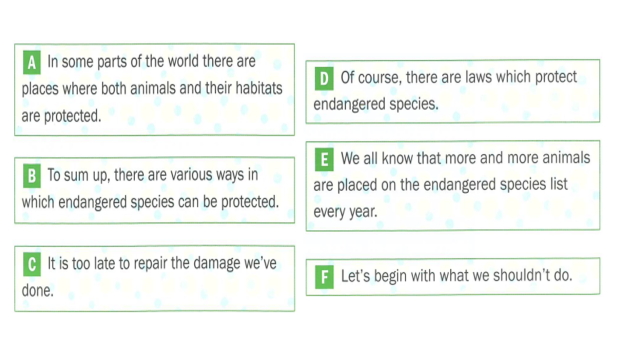 A In some parts of the world there are
places where both animals and their habitats
are protected.
B To sum up, there are various ways in
which endangered species can be protected.
C It is too late to repair the damage we've
done.
D Of course, there are laws which protect
endangered species.
E We all know that more and more animals
are placed on the endangered species list
every year.
F Let's begin with what we shouldn't do.